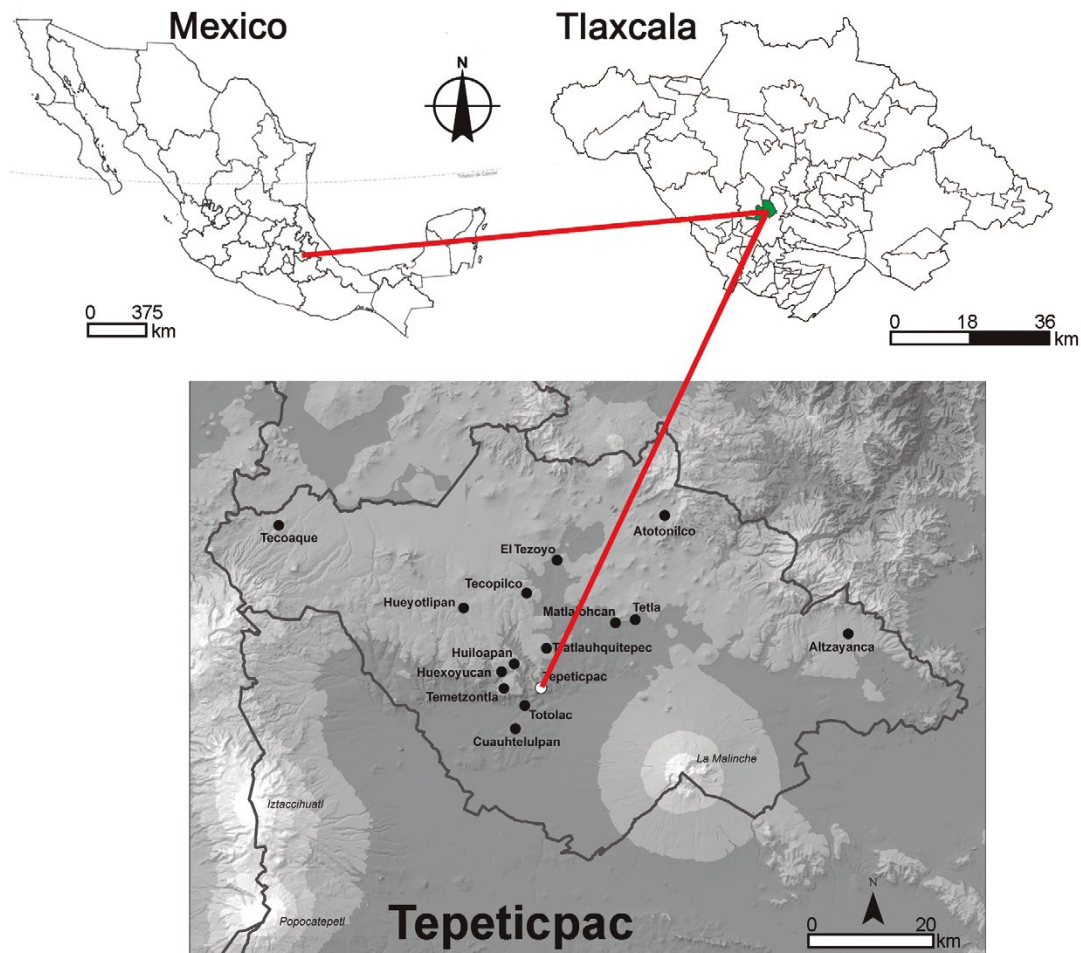 Mexico
Tlaxcala
N
0 375
km
0 18 36
km
Tecoaque
Atotonilco
El Tezoyo
Tecopilco
Hueyotlipan
Matlalohcan
Tetla
Altzayanca
Tlatlauhquitepec
Huiloapan
Huexoyucan
Tepeticpac
Temetzontla
Totolac
Cuauhtelulpan
La Malinche
Iztaccihuatl
Popocatepetl
Tepeticpac
N
0 20
km